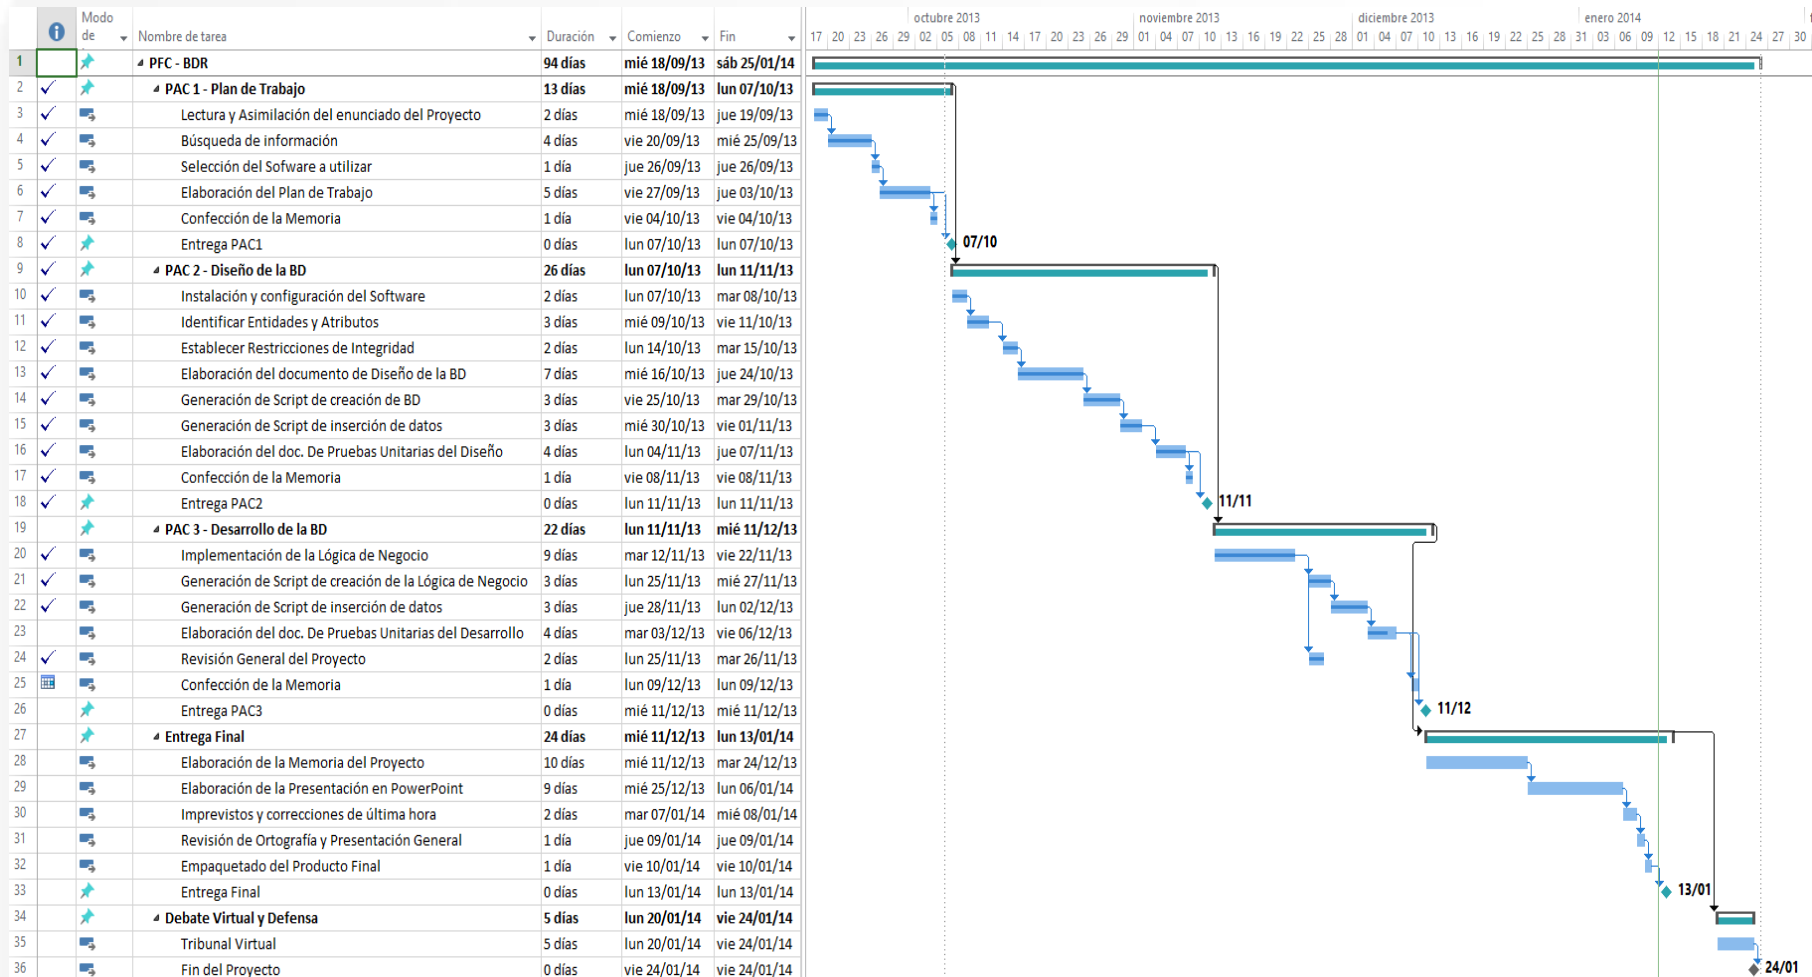 Modo de
Nombre de tarea
Duración
Comienzo
Fin
octubre 2013
noviembre 2013
diciembre 2013
enero 2014
17 20 23 26 29 02 05 08 11 14 17 20 23 26 29 01 04 07 10 13 16 19 22 25 28 01 04 07 10 13 16 19 22 25 28 31 03 06 09 12 15 18 21 24 27 30
1 PFC - BDR 94 días mié 18/09/13 sáb 25/01/14
2 PAC 1 - Plan de Trabajo 13 días mié 18/09/13 lun 07/10/13
3 Lectura y Asimilación del enunciado del Proyecto 2 días mié 18/09/13 jue 19/09/13
4 Búsqueda de información 4 días vie 20/09/13 mié 25/09/13
5 Selección del Sofware a utilizar 1 día jue 26/09/13 jue 26/09/13
6 Elaboración del Plan de Trabajo 5 días vie 27/09/13 jue 03/10/13
7 Confección de la Memoria 1 día vie 04/10/13 vie 04/10/13
8 Entrega PAC1 0 días lun 07/10/13 lun 07/10/13 07/10
9 PAC 2 - Diseño de la BD 26 días lun 07/10/13 lun 11/11/13
10 Instalación y configuración del Software 2 días lun 07/10/13 mar 08/10/13
11 Identificar Entidades y Atributos 3 días mié 09/10/13 vie 11/10/13
12 Establecer Restricciones de Integridad 2 días lun 14/10/13 mar 15/10/13
13 Elaboración del documento de Diseño de la BD 7 días mié 16/10/13 jue 24/10/13
14 Generación de Script de creación de BD 3 días vie 25/10/13 mar 29/10/13
15 Generación de Script de inserción de datos 3 días mié 30/10/13 vie 01/11/13
16 Elaboración del doc. De Pruebas Unitarias del Diseño 4 días lun 04/11/13 jue 07/11/13
17 Confección de la Memoria 1 día vie 08/11/13 vie 08/11/13
18 Entrega PAC2 0 días lun 11/11/13 lun 11/11/13 11/11
19 PAC 3 - Desarrollo de la BD 22 días lun 11/11/13 mié 11/12/13
20 Implementación de la Lógica de Negocio 9 días mar 12/11/13 vie 22/11/13
21 Generación de Script de creación de la Lógica de Negocio 3 días lun 25/11/13 mié 27/11/13
22 Generación de Script de inserción de datos 3 días jue 28/11/13 lun 02/12/13
23 Elaboración del doc. De Pruebas Unitarias del Desarrollo 4 días mar 03/12/13 vie 06/12/13
24 Revisión General del Proyecto 2 días lun 25/11/13 mar 26/11/13
25 Confección de la Memoria 1 día lun 09/12/13 lun 09/12/13
26 Entrega PAC3 0 días mié 11/12/13 mié 11/12/13 11/12
27 Entrega Final 24 días mié 11/12/13 lun 13/01/14
28 Elaboración de la Memoria del Proyecto 10 días mié 11/12/13 mar 24/12/13
29 Elaboración de la Presentación en PowerPoint 9 días mié 25/12/13 lun 06/01/14
30 Imprevistos y correcciones de última hora 2 días mar 07/01/14 mié 08/01/14
31 Revisión de Ortografía y Presentación General 1 día jue 09/01/14 jue 09/01/14
32 Empaquetado del Producto Final 1 día vie 10/01/14 vie 10/01/14
33 Entrega Final 0 días lun 13/01/14 lun 13/01/14 13/01
34 Debate Virtual y Defensa 5 días lun 20/01/14 vie 24/01/14
35 Tribunal Virtual 5 días lun 20/01/14 vie 24/01/14
36 Fin del Proyecto 0 días vie 24/01/14 vie 24/01/14 24/01